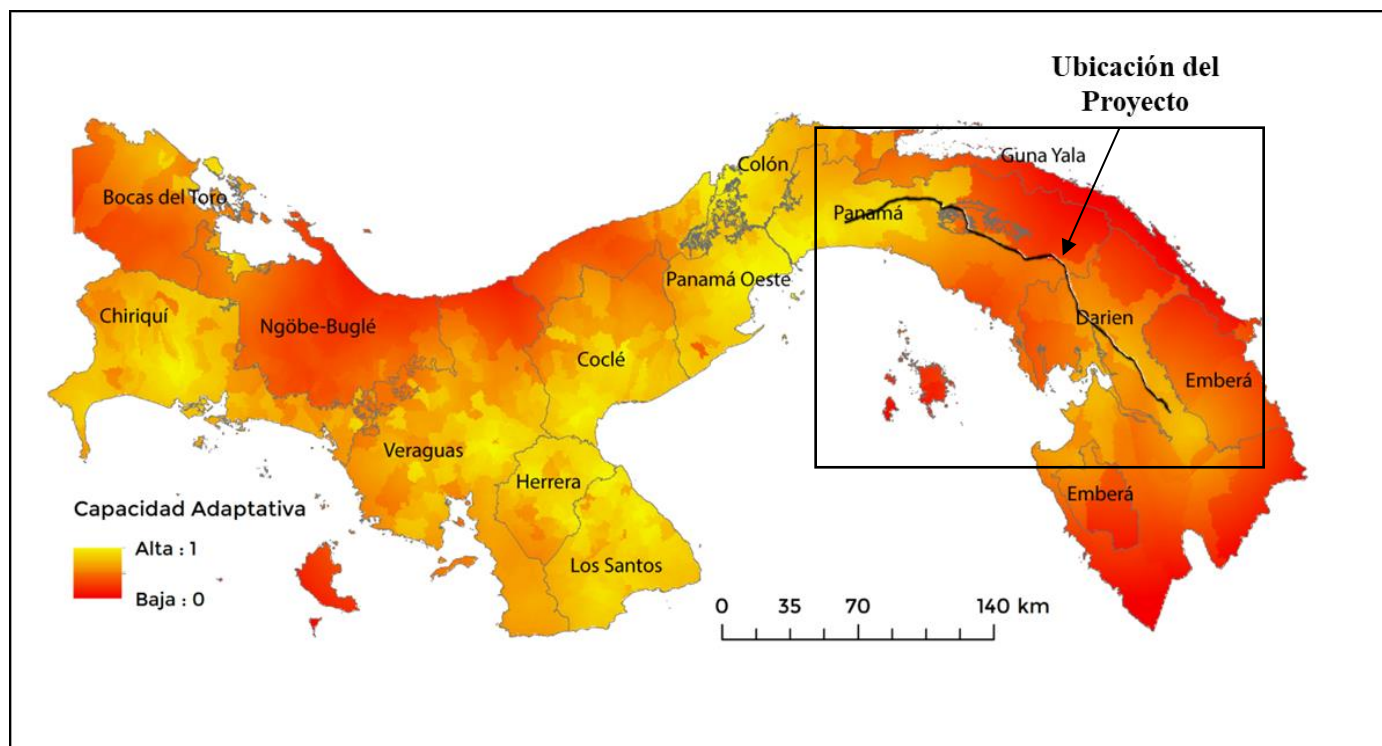 Ubicación del
Proyecto
Guna Yala
Colón
Bocas del Toro
Panamá
Panamá Oeste
Chiriquí
Ngöbe-Buglé
Darien
Coclé
Emberá
Veraguas
Herrera
Emberá
Los Santos
Capacidad Adaptativa
Alta : 1
Baja : 0
0 35 70 140 km